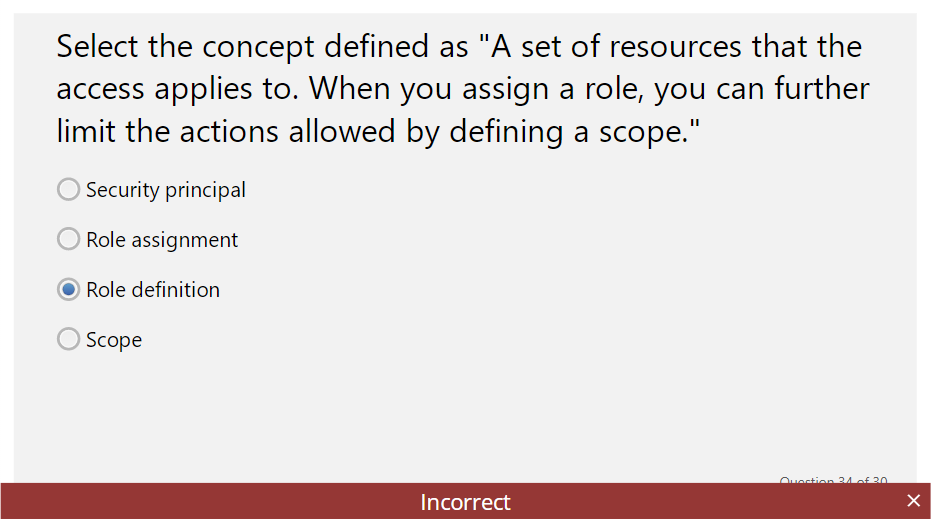 Select the concept defined as "A set of resources that the
access applies to. When you assign a role, you can further
limit the actions allowed by defining a scope."
Security principal
Role assignment
Role definition
Scope
Question 34 of 30
Incorrect